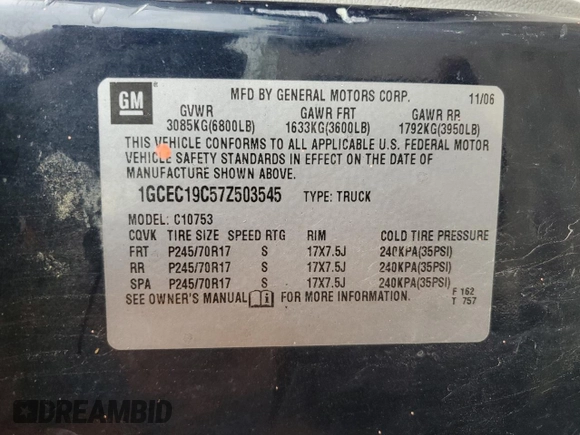 GM
MFD BY GENERAL MOTORS CORP. 11/06
GVWR GAWR FRT GAWR RR
3085KG(6800LB) 1633KG(3600LB) 1792KG(3950LB)
THIS VEHICLE CONFORMS TO ALL APPLICABLE U.S. FEDERAL MOTOR
VEHICLE SAFETY STANDARDS IN EFFECT ON THE DATE OF
MANUFACTURE SHOWN ABOVE.
1GCEC19C57Z503545 TYPE: TRUCK
MODEL: C10753
CQVK TIRE SIZE SPEED RTG RIM COLD TIRE PRESSURE
FRT P245/70R17 S 17X7.5J 240KPA(35PSI)
RR P245/70R17 S 17X7.5J 240KPA(35PSI)
SPA P245/70R17 S 17X7.5J 240KPA(35PSI)
SEE OWNER'S MANUAL FOR MORE INFORMATION. F 162
T 757
DREAMBID